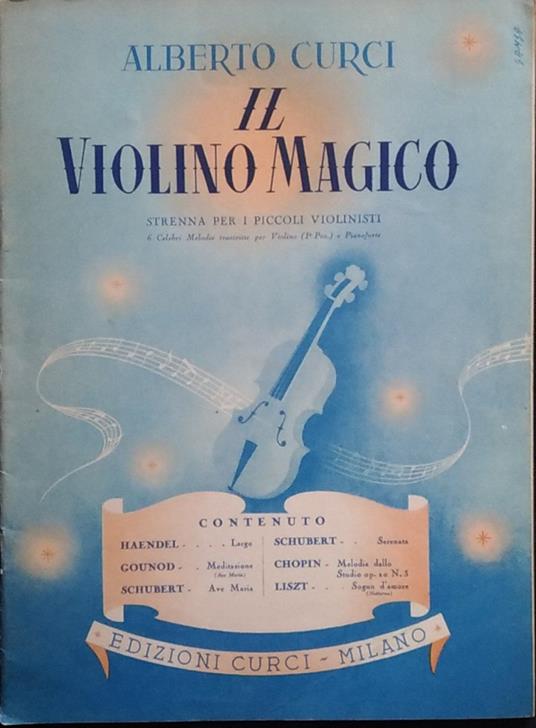 ALBERTO CURCI
IL
VIOLINO MAGICO
STRENNA PER I PICCOLI VIOLINISTI
6 Celebri Melodie trascritte per Violino (1ª Pos.) e Pianoforte
CONTENUTO
HAENDEL - . . . . Largo
GOUNOD - . . Meditazione
(Ave Maria)
SCHUBERT - . Ave Maria
SCHUBERT - . . Serenata
CHOPIN - Melodia dallo
Studio op. 10 N. 3
LISZT - . . . Sogno d'amore
(Notturno)
EDIZIONI CURCI - MILANO